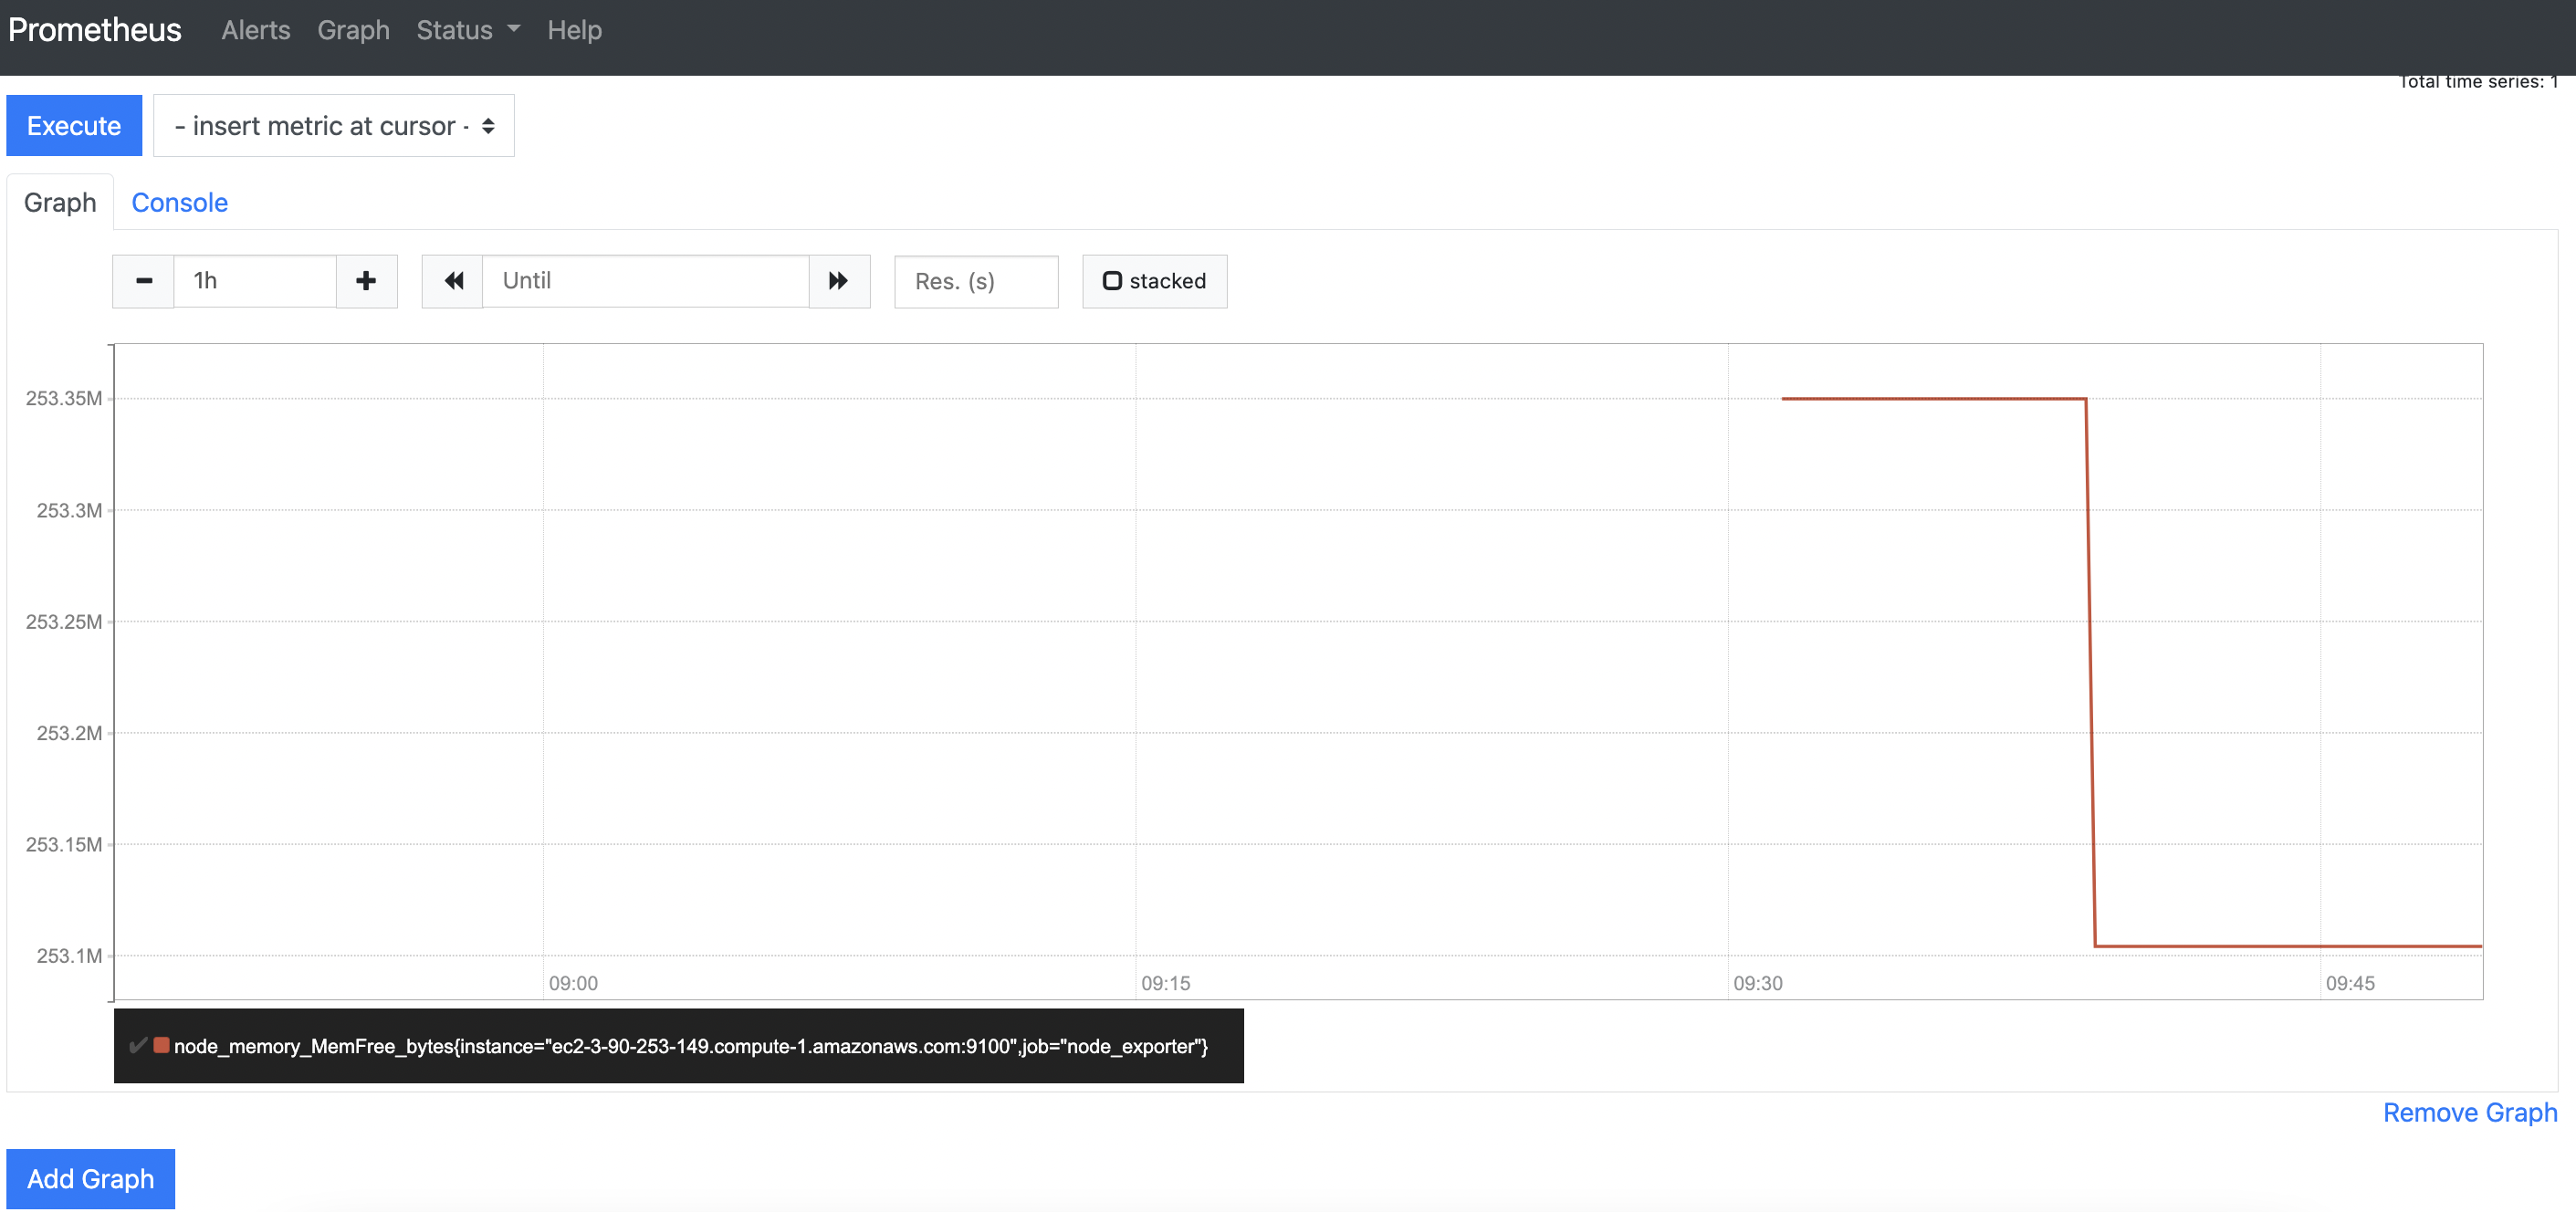 Prometheus Alerts Graph Status Help
Total time series: 1
Execute - insert metric at cursor -
Graph Console
1h Until Res. (s) stacked
253.35M
253.3M
253.25M
253.2M
253.15M
253.1M
09:00 09:15 09:30 09:45
node_memory_MemFree_bytes{instance="ec2-3-90-253-149.compute-1.amazonaws.com:9100",job="node_exporter"}
Remove Graph
Add Graph